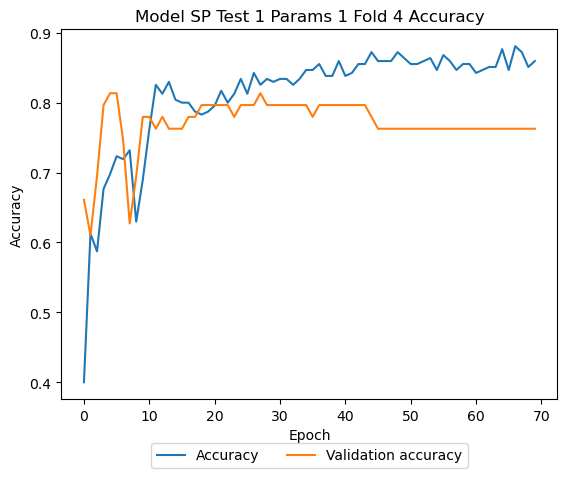 Model SP Test 1 Params 1 Fold 4 Accuracy
0.9
0.8
0.7
0.6
0.5
0.4
Accuracy
0 10 20 30 40 50 60 70
Epoch
Accuracy Validation accuracy